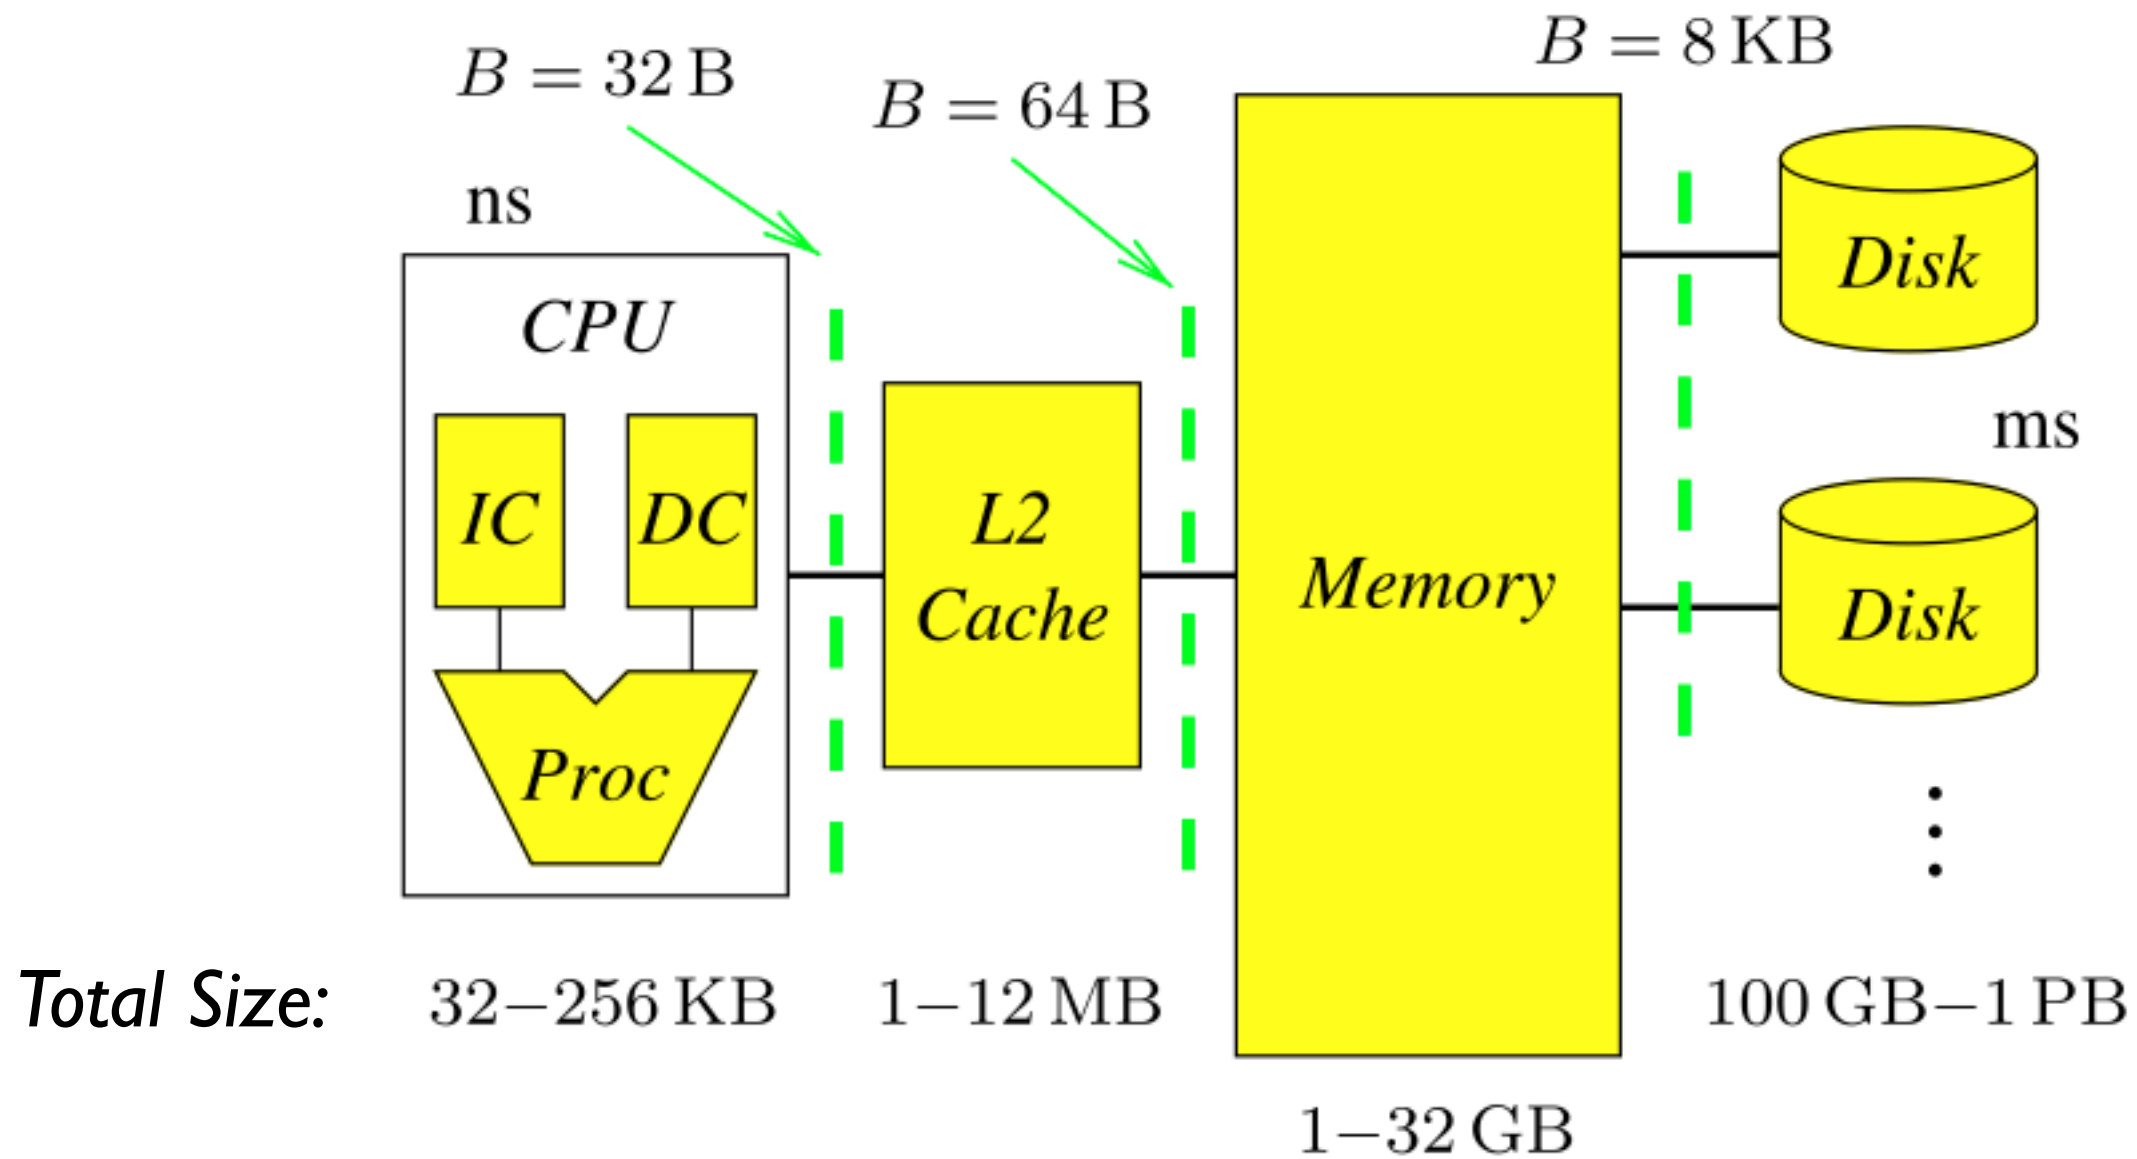 B = 8 KB
B = 32 B
B = 64 B
ns
CPU
IC
DC
Proc
L2
Cache
Memory
Disk
ms
Disk
Total Size:
32–256 KB
1–12 MB
100 GB–1 PB
1–32 GB